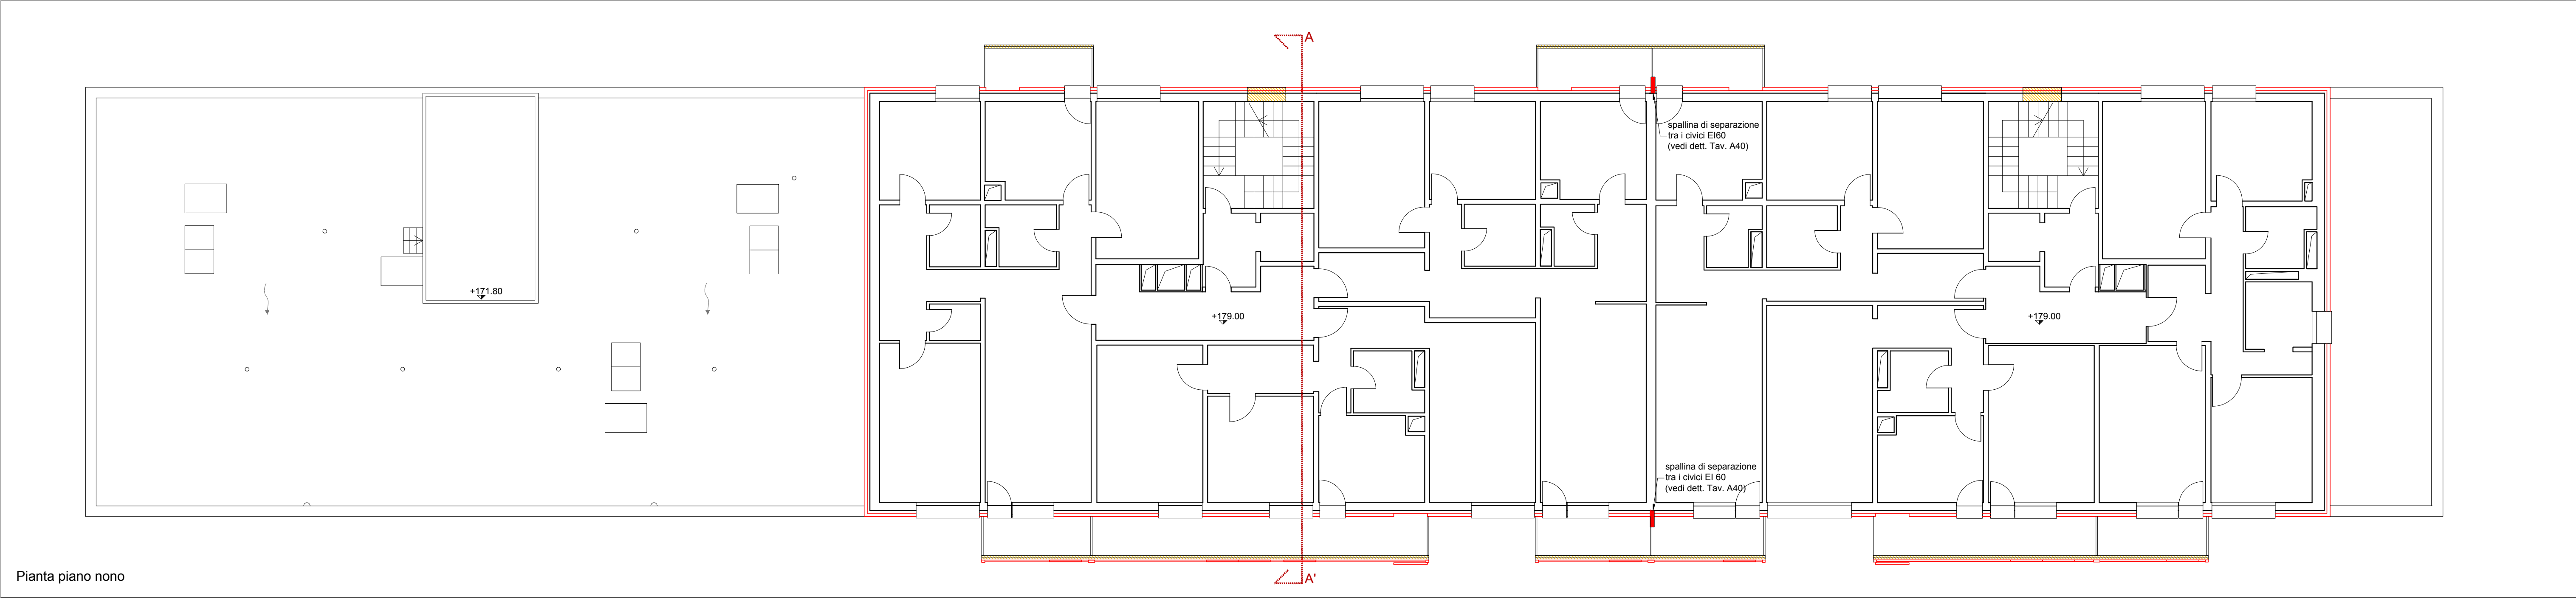 A
spallina di separazione
tra i civici EI60
(vedi dett. Tav. A40)
+171.80
+179.00
+179.00
spallina di separazione
tra i civici EI 60
(vedi dett. Tav. A40)
Pianta piano nono
A'